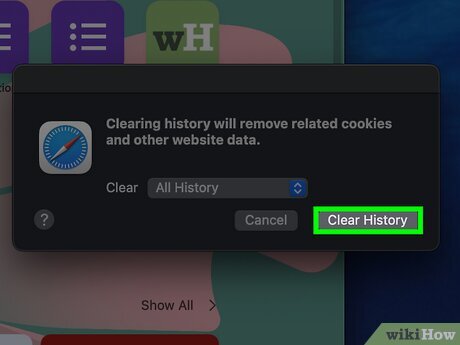 wH
Clearing history will remove related cookies
and other website data.
Clear All History
? Cancel Clear History
Show All >
wikiHow